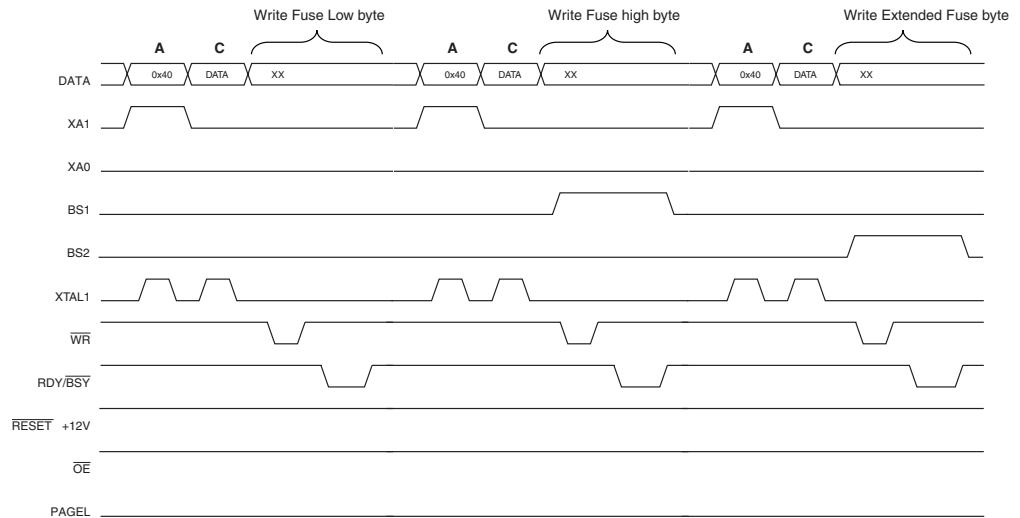 Write Fuse Low byte Write Fuse high byte Write Extended Fuse byte
A C A C A C
DATA 0x40 DATA XX 0x40 DATA XX 0x40 DATA XX
XA1
XA0
BS1
BS2
XTAL1
WR
RDY/BSY
RESET +12V
OE
PAGEL